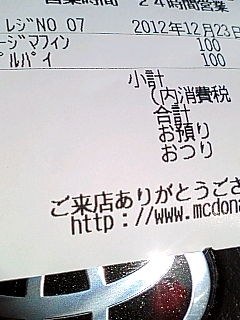 営業時間　24時間営業
レジNO 07　2012年12月23日
ージマフィン　100
プルパイ　100
小計
(内消費税
合計
お預り
おつり
ご来店ありがとうござ
http://www.mcdona